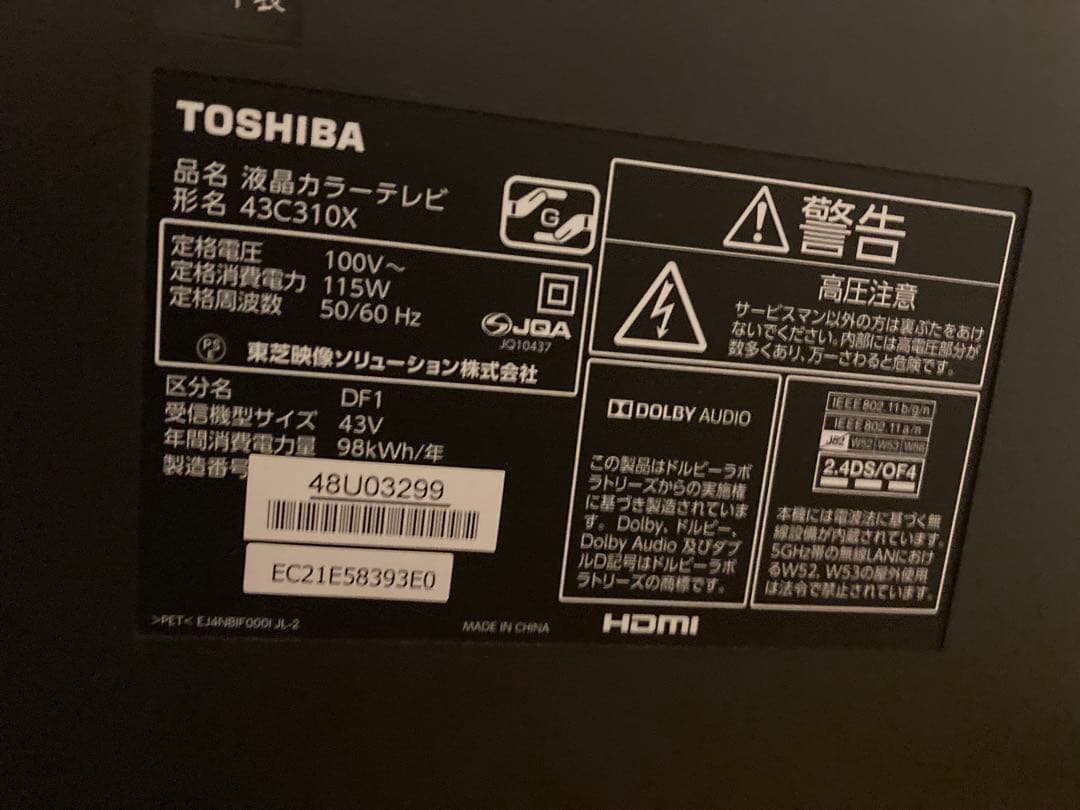 TOSHIBA
品名 液晶カラーテレビ
形名 43C310X
G
定格電圧 100V～
定格消費電力 115W
定格周波数 50/60 Hz
JQA
JQ10437
PS
E
東芝映像ソリューション株式会社
区分名 DF1
受信機型サイズ 43V
年間消費電力量 98kWh/年
製造番号
48U03299
EC21E58393E0
>PET< EJ4NBIF000I JL-2
MADE IN CHINA
警告
高圧注意
サービスマン以外の方は裏ぶたをあけ
ないでください。内部には高電圧部分が
数多くあり、万一さわると危険です。
DOLBY AUDIO
この製品はドルビーラボ
ラトリーズからの実施権
に基づき製造されていま
す。Dolby、ドルビー、
Dolby Audio 及びダブ
ルD記号はドルビーラボ
ラトリーズの商標です。
HDMI
IEEE802.11b/g/n
IEEE802.11a/n
J52 W52 W53 W56
2.4DS/OF4
本機には電波法に基づく無
線設備が内蔵されています。
5GHz帯の無線LANにおけ
るW52、W53の屋外使用
は法令で禁止されています。